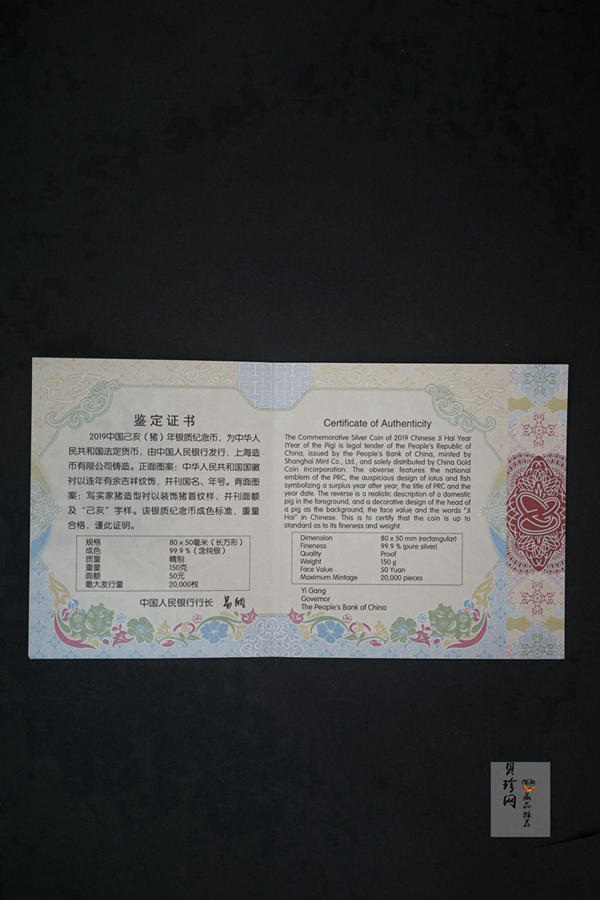 鉴定证书
2019中国己亥（猪）年银质纪念币，为中华人
民共和国法定货币，由中国人民银行发行，上海造
币有限公司铸造。正面图案：中华人民共和国国徽
衬以连年有余吉祥纹饰，并刊国名、年号。背面图
案：写实家猪造型衬以装饰猪首纹样，并刊面额
及“己亥”字样。该银质纪念币成色标准，重量
合格，谨此证明。
规格 80 x 50毫米（长方形）
成色 99.9 %（含纯银）
质量 精制
重量 150克
面额 50元
最大发行量 20,000枚
中国人民银行行长 易纲
Certificate of Authenticity
The Commemorative Silver Coin of 2019 Chinese Ji Hai Year
(Year of the Pig) is legal tender of the People's Republic of
China, issued by the People's Bank of China, minted by
Shanghai Mint Co., Ltd., and solely distributed by China Gold
Coin Incorporation. The obverse features the national
emblem of the PRC, the auspicious design of lotus and fish
symbolizing a surplus year after year, the title of PRC and the
year date. The reverse is a realistic description of a domestic
pig in the foreground, and a decorative design of the head of
a pig as the background, the face value and the words "Ji
Hai" in Chinese. This is to certify that the coin is up to
standard as to its fineness and weight.
Dimension 80 x 50 mm (rectangular)
Fineness 99.9 % (pure silver)
Quality Proof
Weight 150 g
Face Value 50 Yuan
Maximum Mintage 20,000 pieces
Yi Gang
Governor
The People's Bank of China
贝珍网
藏品推荐